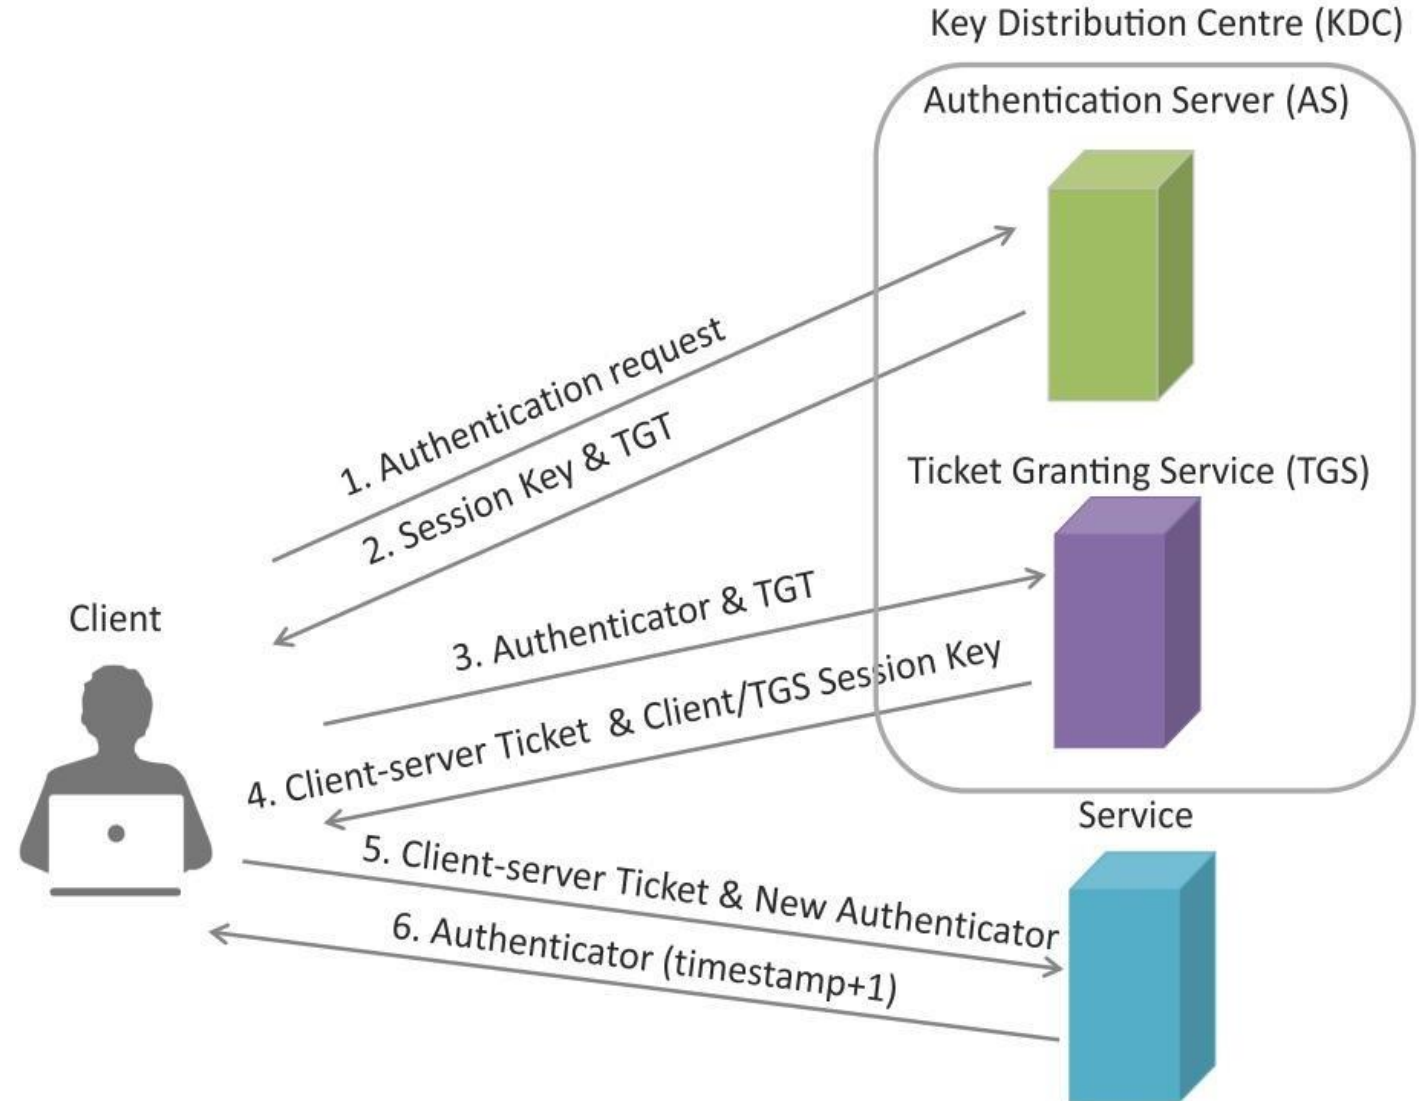 Key Distribution Centre (KDC)
Authentication Server (AS)
1. Authentication request
2. Session Key & TGT
Ticket Granting Service (TGS)
Client
3. Authenticator & TGT
4. Client-server Ticket & Client/TGS Session Key
Service
5. Client-server Ticket & New Authenticator
6. Authenticator (timestamp+1)